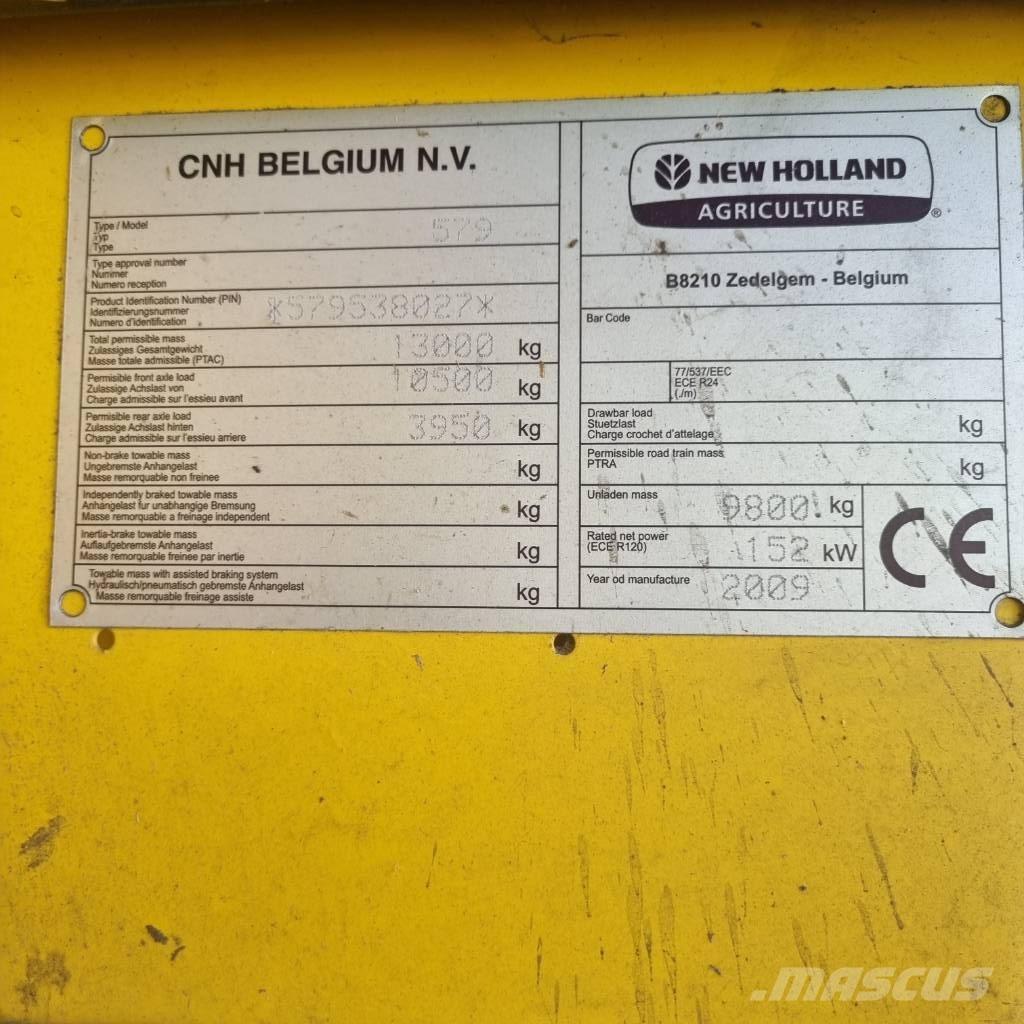 CNH BELGIUM N.V.
Type / Model
Typ
Type
579
Type approval number
Nummer
Numero reception
Product Identification Number (PIN)
Identifizierungsnummer
Numero d'identification
*579538027*
Total permissible mass
Zulassiges Gesamtgewicht
Masse totale admissible (PTAC)
13000 kg
Permisible front axle load
Zulassige Achslast von
Charge admissible sur l'essieu avant
10500 kg
Permisible rear axle load
Zulassige Achslast hinten
Charge admissible sur l'essieu arriere
3950 kg
Non-brake towable mass
Ungebremste Anhangelast
Masse remorquable non freinee
kg
Independently braked towable mass
Anhangelast fur unabhangige Bremsung
Masse remorquable a freinage independent
kg
Inertia-brake towable mass
Auflaufgebremste Anhangelast
Masse remorquable freinee par inertie
kg
Towable mass with assisted braking system
Hydraulisch/pneumatisch gebremste Anhangelast
Masse remorquable freinage assiste
kg
NEW HOLLAND
AGRICULTURE ®
B8210 Zedelgem - Belgium
Bar Code
77/537/EEC
ECE R24
(./m)
Drawbar load
Stuetzlast
Charge crochet d'attelage
kg
Permissible road train mass
PTRA
kg
Unladen mass
9800 kg
Rated net power
(ECE R120)
152 kW
Year od manufacture
2009
CE
.mascus